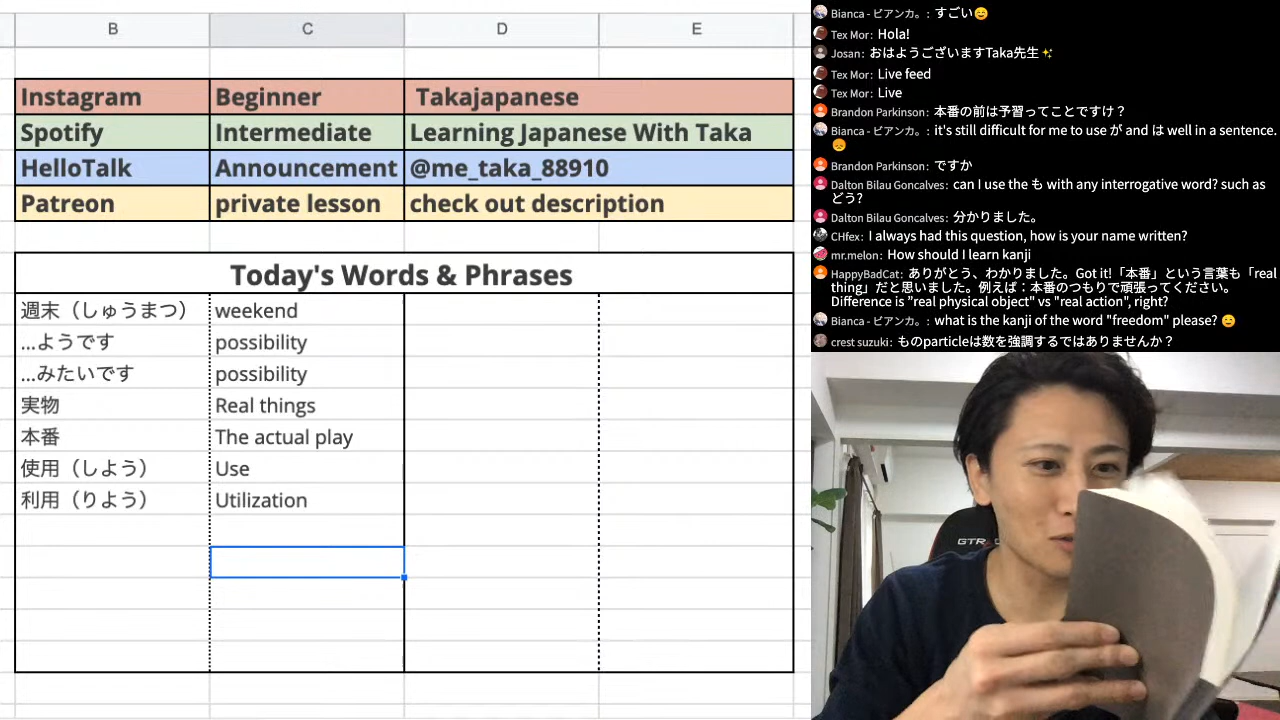 B C D E
Instagram Beginner Takajapanese
Spotify Intermediate Learning Japanese With Taka
HelloTalk Announcement @me_taka_88910
Patreon private lesson check out description
Today's Words & Phrases
週末（しゅうまつ） weekend
...ようです possibility
...みたいです possibility
実物 Real things
本番 The actual play
使用（しよう） Use
利用（りよう） Utilization
Bianca - ビアンカ。: すごい😊
Tex Mor: Hola!
Josan: おはようございますTaka先生✨
Tex Mor: Live feed
Tex Mor: Live
Brandon Parkinson: 本番の前は予習ってことですけ？
Bianca - ビアンカ。: it's still difficult for me to use が and は well in a sentence.
😞
Brandon Parkinson: ですか
Dalton Bilau Goncalves: can I use the も with any interrogative word? such as
どう?
Dalton Bilau Goncalves: 分かりました。
CHfex: I always had this question, how is your name written?
mr.melon: How should I learn kanji
HappyBadCat: ありがとう、わかりました。Got it!「本番」という言葉も「real
thing」だと思いました。例えば：本番のつもりで頑張ってください。
Difference is ”real physical object" vs "real action", right?
Bianca - ビアンカ。: what is the kanji of the word "freedom" please? 😊
crest suzuki: ものparticleは数を強調するではありませんか？
GTR